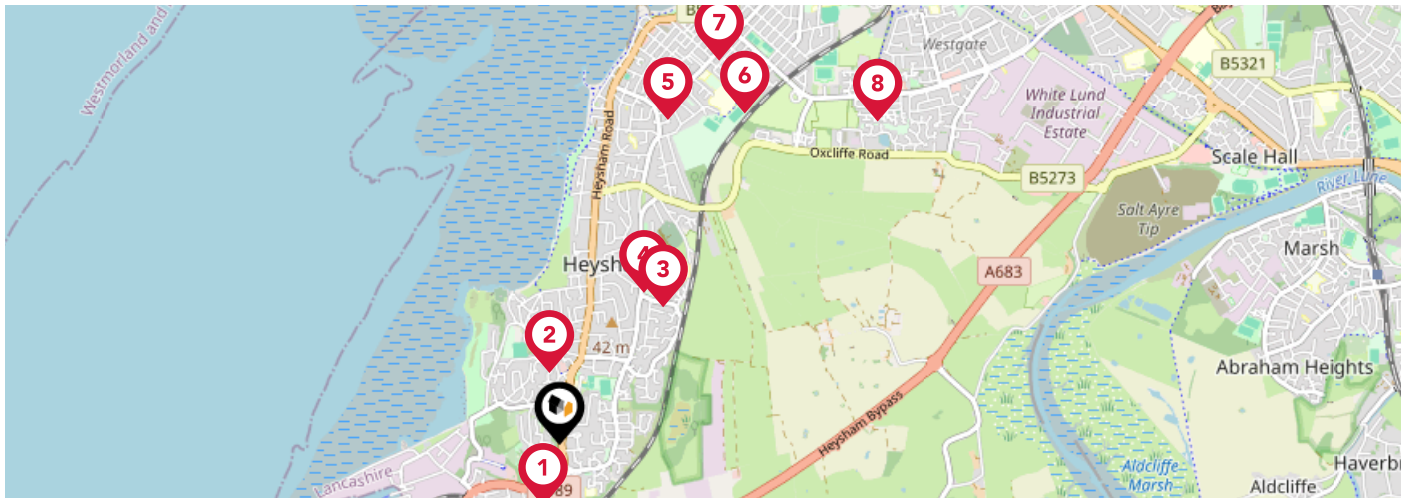 Westmorland and
7
Westgate
B5321
5
6
8
White Lund
Industrial
Estate
Heysham Road
Oxcliffe Road
Scale Hall
B5273
River Lune
Salt Ayre
Tip
Marsh
4
3
A683
2
42 m
Abraham Heights
Heysham Bypass
1
Lancashire
Aldcliffe
Marsh
Aldcliffe